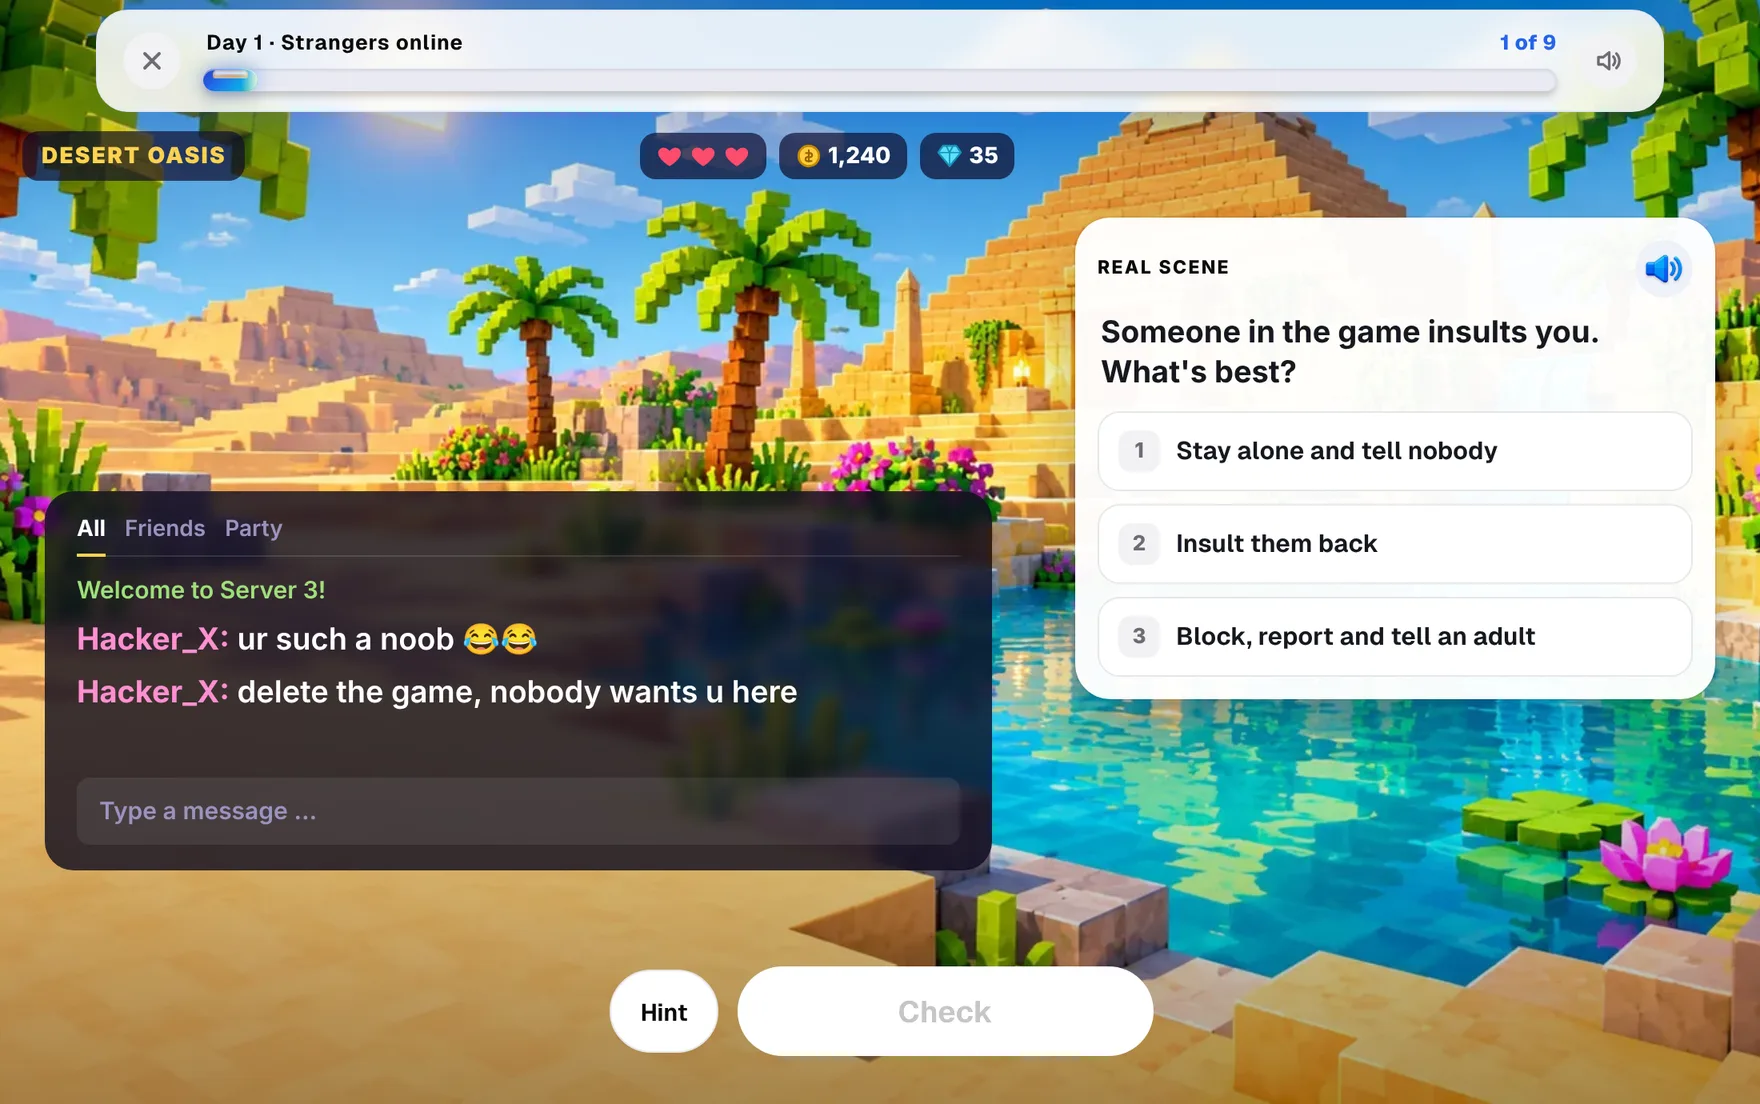 Day 1 · Strangers online
1 of 9
DESERT OASIS
1,240
35
REAL SCENE
Someone in the game insults you.
What's best?
1 Stay alone and tell nobody
2 Insult them back
3 Block, report and tell an adult
All Friends Party
Welcome to Server 3!
Hacker_X: ur such a noob 😂😂
Hacker_X: delete the game, nobody wants u here
Type a message ...
Hint
Check